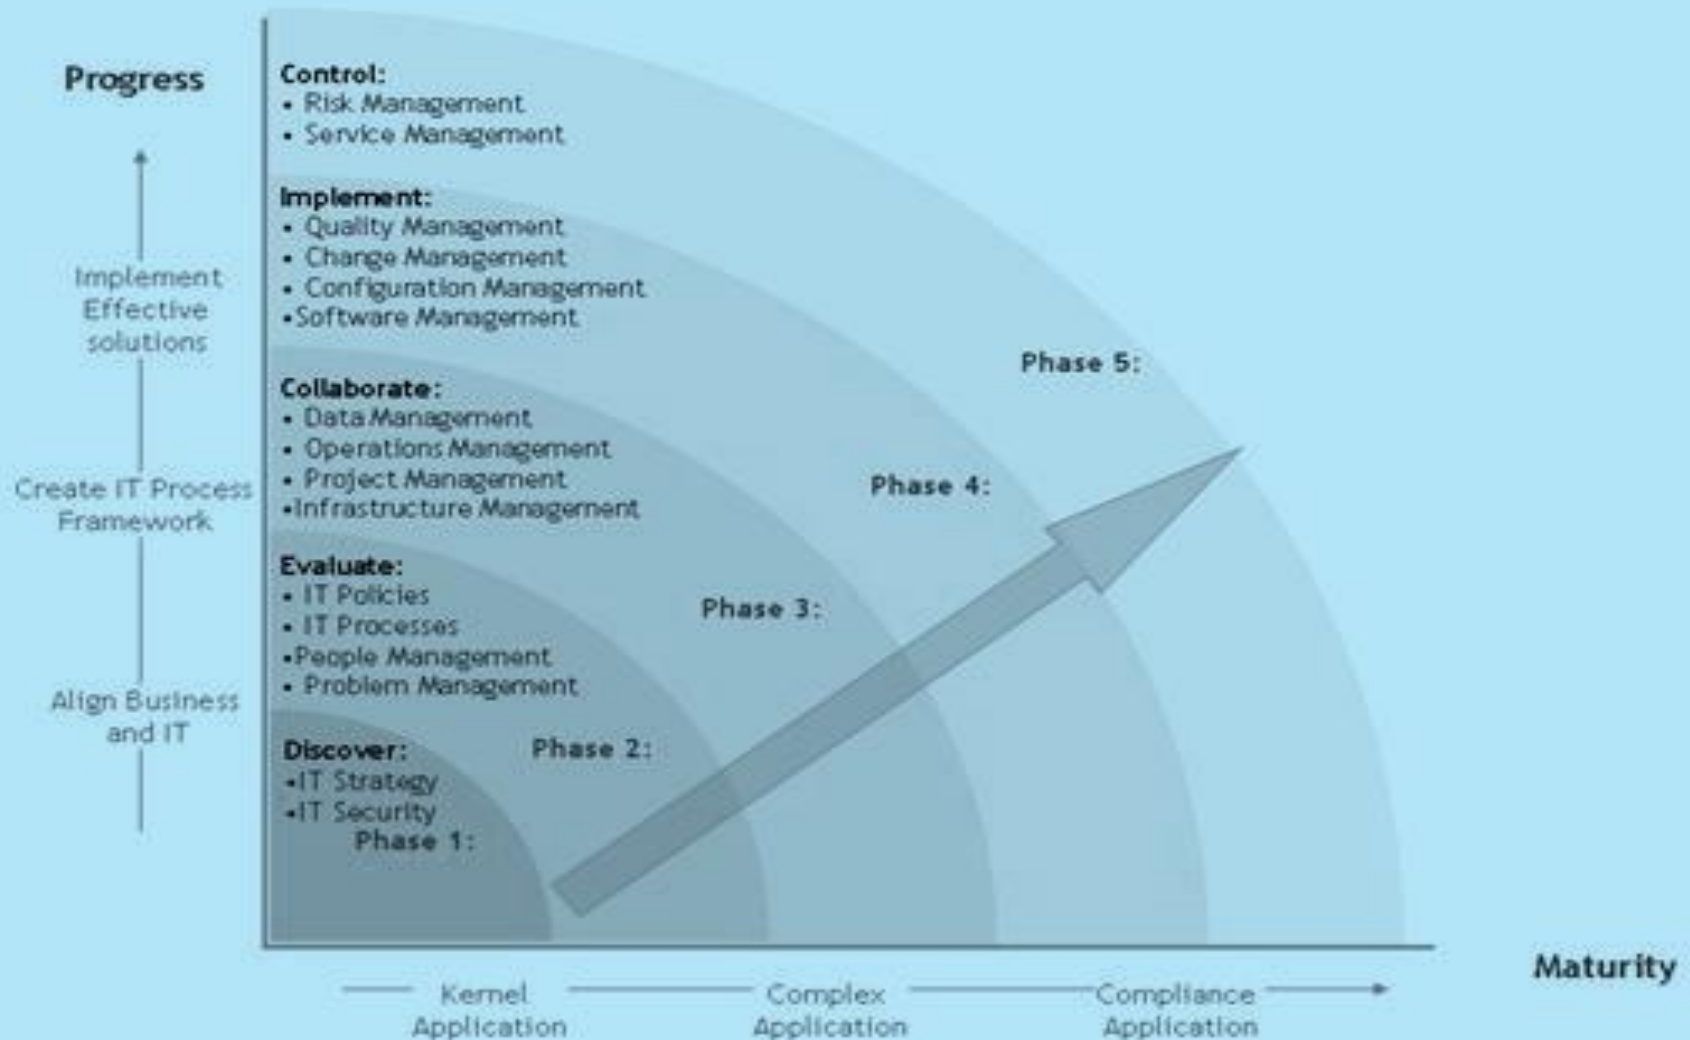 Progress
Implement
Effective
solutions
Create IT Process
Framework
Align Business
and IT
Control:
• Risk Management
• Service Management
Implement:
• Quality Management
• Change Management
• Configuration Management
•Software Management
Collaborate:
• Data Management
• Operations Management
• Project Management
•Infrastructure Management
Evaluate:
• IT Policies
• IT Processes
•People Management
• Problem Management
Discover:
•IT Strategy
•IT Security
Phase 1:
Phase 2:
Phase 3:
Phase 4:
Phase 5:
Kernel
Application
Complex
Application
Compliance
Application
Maturity